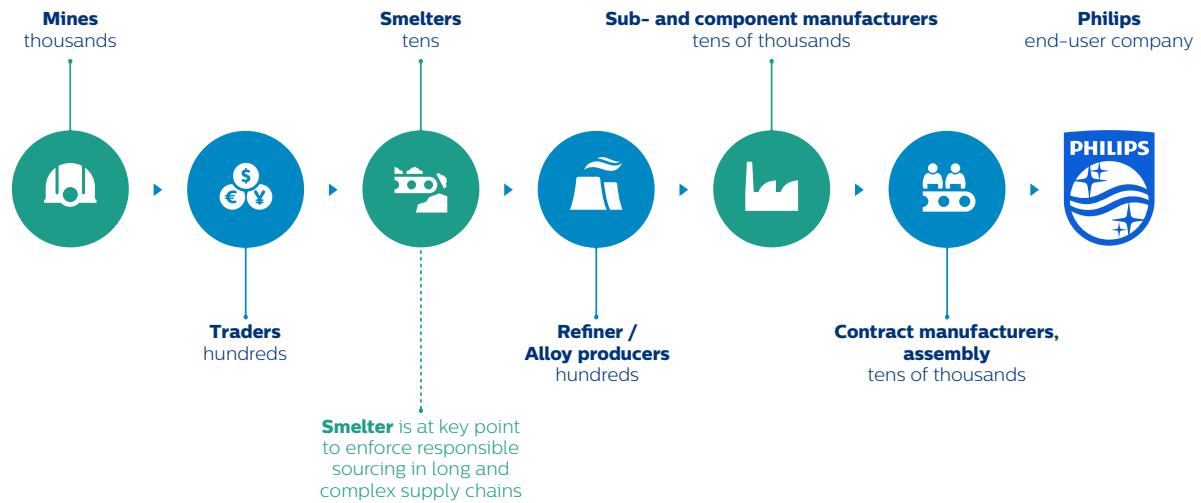 Mines
thousands
Smelters
tens
Sub- and component manufacturers
tens of thousands
Philips
end-user company
$
€ ¥
PHILIPS
Traders
hundreds
Refiner /
Alloy producers
hundreds
Contract manufacturers,
assembly
tens of thousands
Smelter is at key point
to enforce responsible
sourcing in long and
complex supply chains